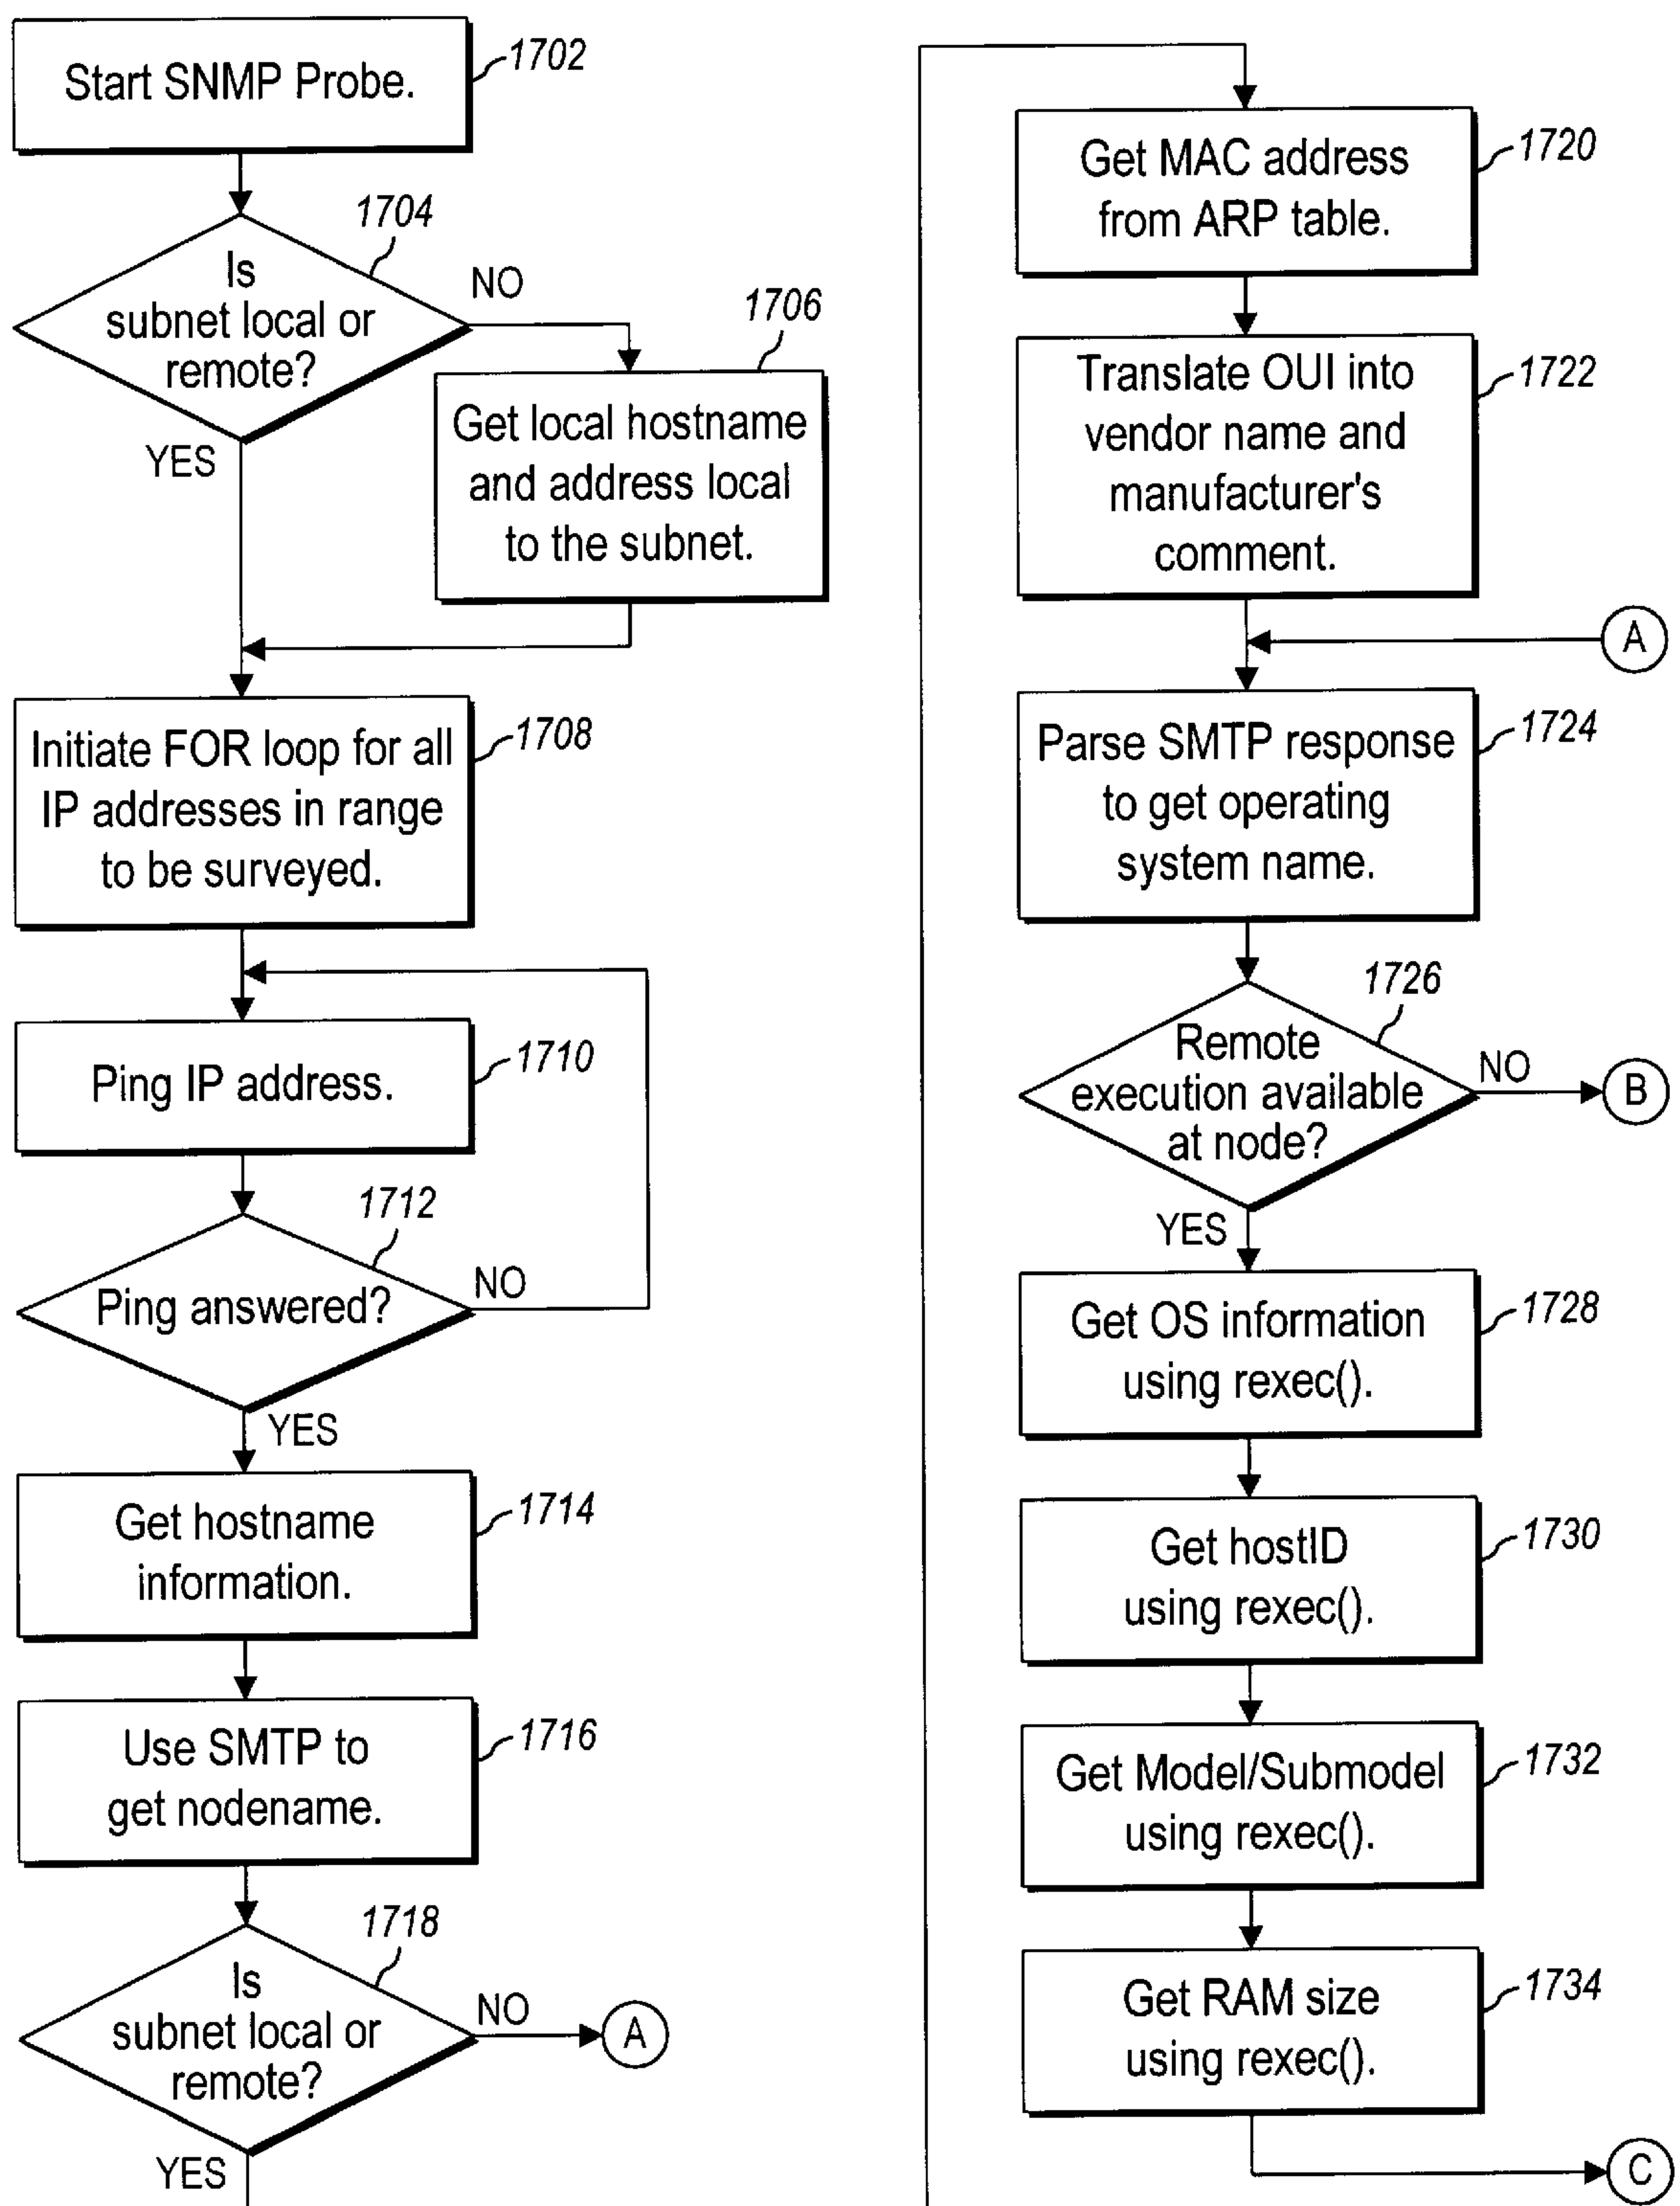 Start SNMP Probe.
1702
1704
Is
subnet local or
remote?
NO
YES
1706
Get local hostname
and address local
to the subnet.
Initiate FOR loop for all
IP addresses in range
to be surveyed.
1708
Ping IP address.
1710
1712
Ping answered?
NO
YES
Get hostname
information.
1714
Use SMTP to
get nodename.
1716
1718
Is
subnet local or
remote?
NO
A
YES
Get MAC address
from ARP table.
1720
Translate OUI into
vendor name and
manufacturer's
comment.
1722
A
Parse SMTP response
to get operating
system name.
1724
1726
Remote
execution available
at node?
NO
B
YES
Get OS information
using rexec().
1728
Get hostID
using rexec().
1730
Get Model/Submodel
using rexec().
1732
Get RAM size
using rexec().
1734
C